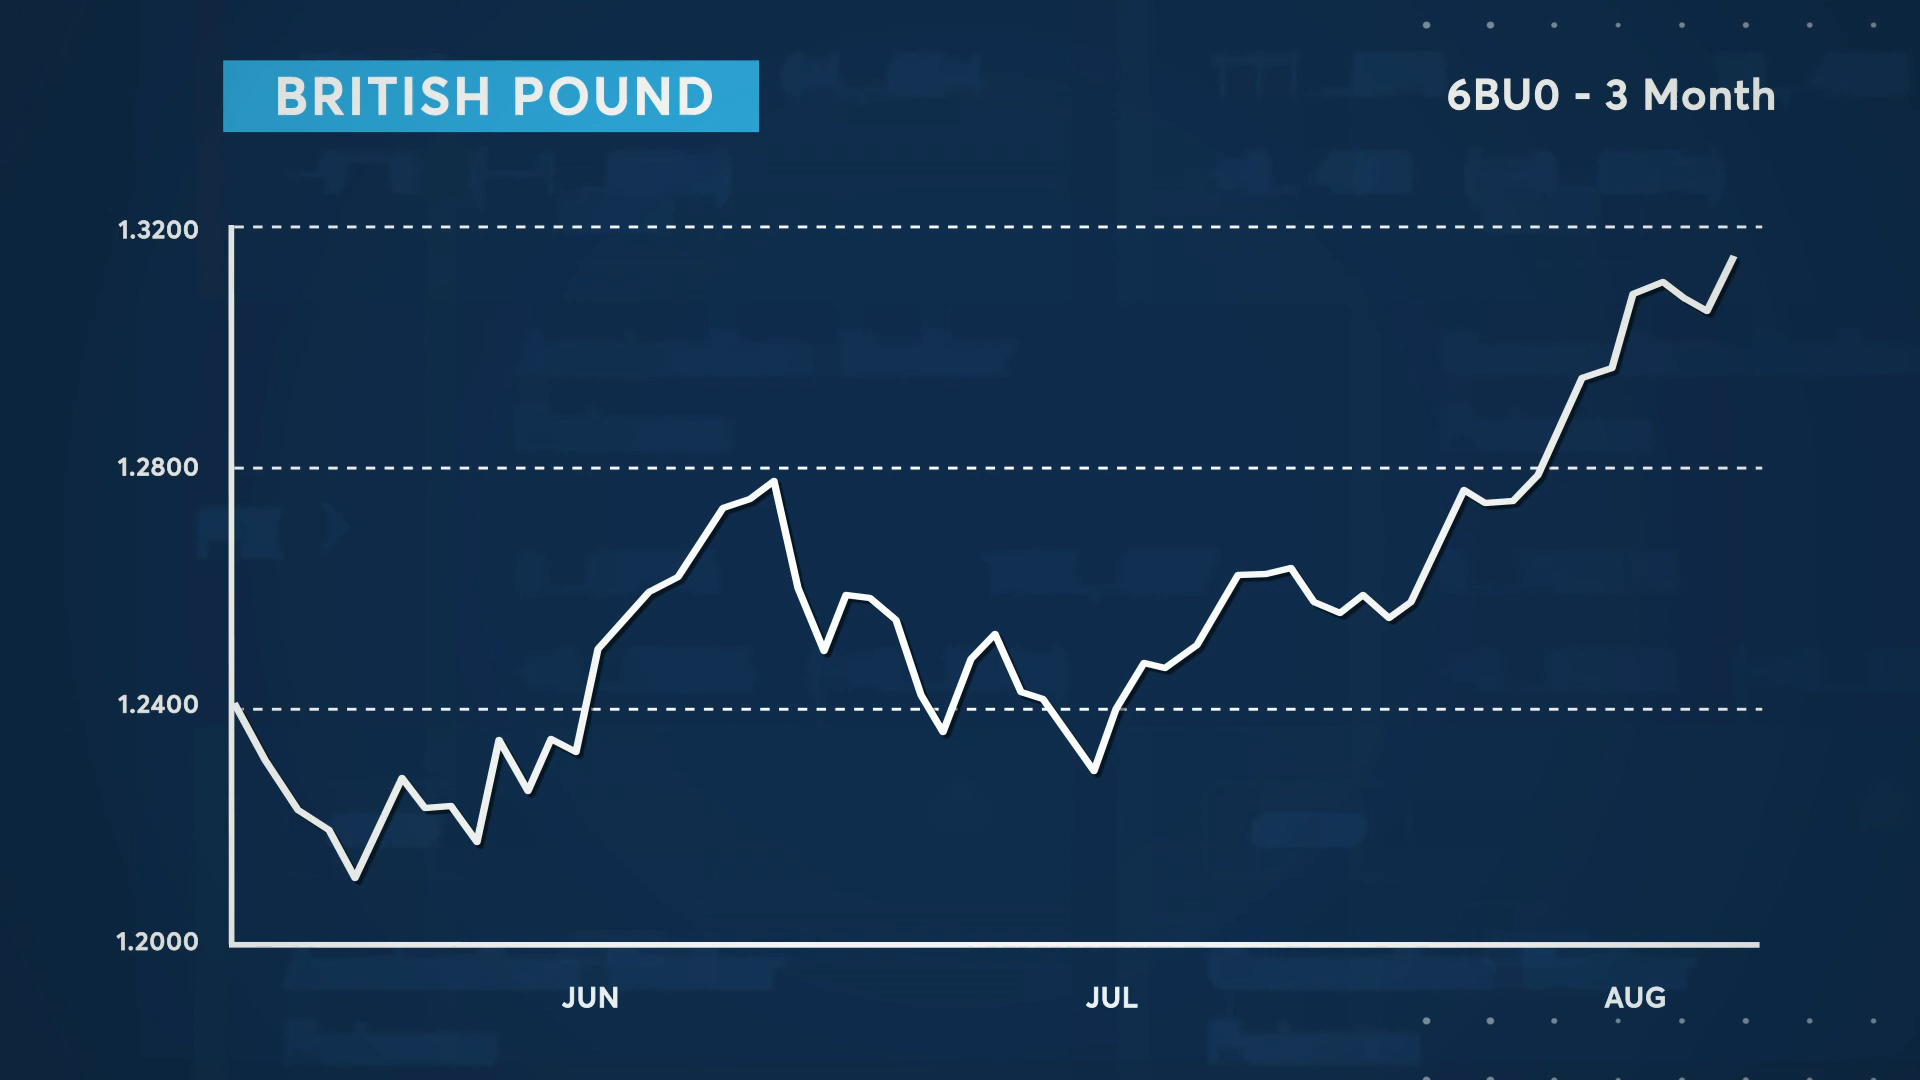 BRITISH POUND
6BU0 - 3 Month
1.3200
1.2800
1.2400
1.2000
JUN
JUL
AUG